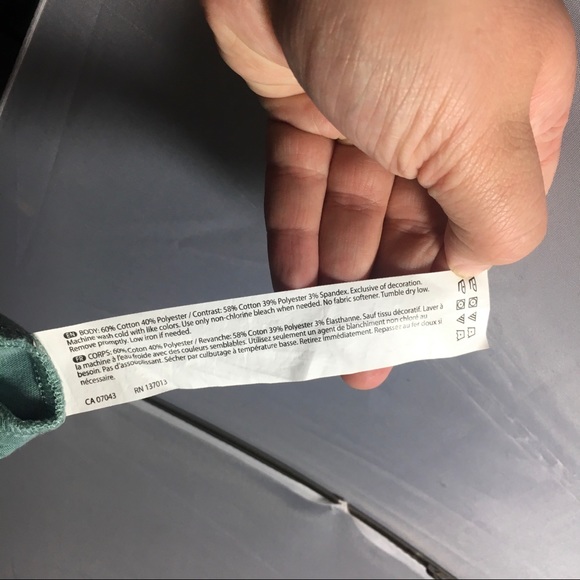 EN BODY: 60% Cotton 40% Polyester / Contrast: 58% Cotton 39% Polyester 3% Spandex. Exclusive of decoration.
Machine wash cold with like colors. Use only non-chlorine bleach when needed. No fabric softener. Tumble dry low.
Remove promptly. Low iron if needed.
FR CORPS: 60% Coton 40% Polyester / Revanche: 58% Coton 39% Polyester 3% Élasthanne. Sauf tissu décoratif. Laver à
la machine à l'eau froide avec des couleurs semblables. Utilisez seulement un agent de blanchiment non chloré au
besoin. Pas d'assouplissant. Sécher par culbutage à température basse. Retirez immédiatement. Repasser au fer doux si
nécessaire.
CA 07043 RN 137013